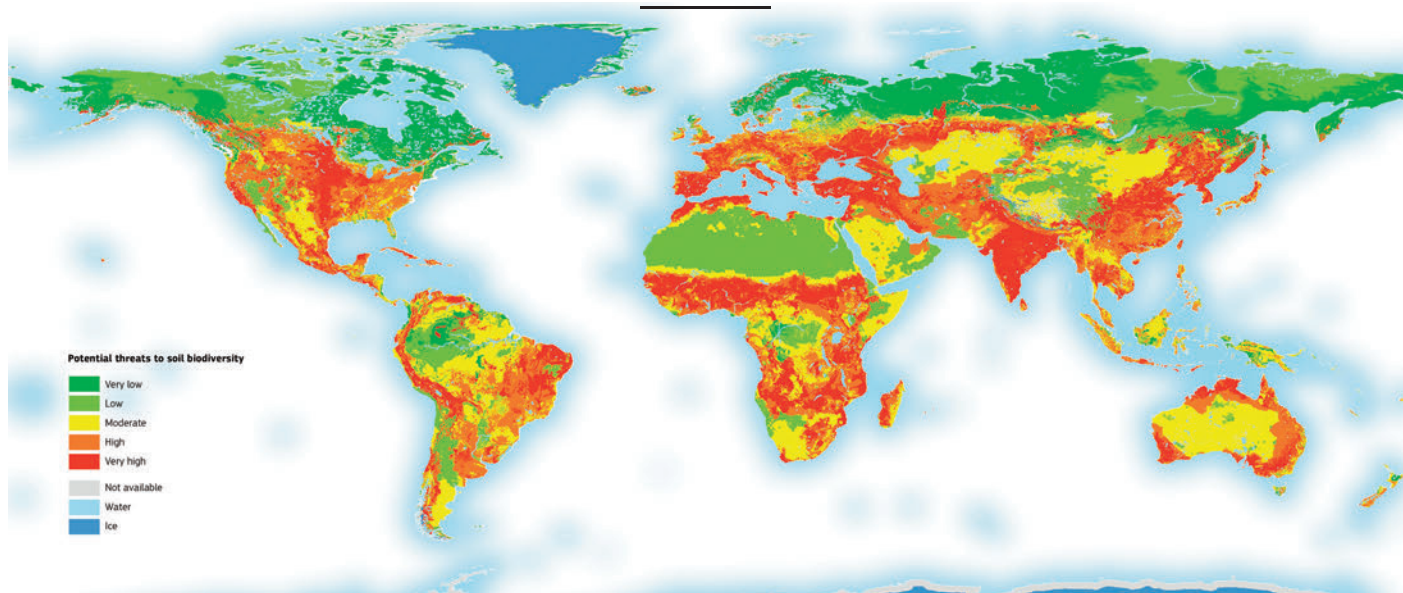 Potential threats to soil biodiversity
Very low
Low
Moderate
High
Very high
Not available
Water
Ice